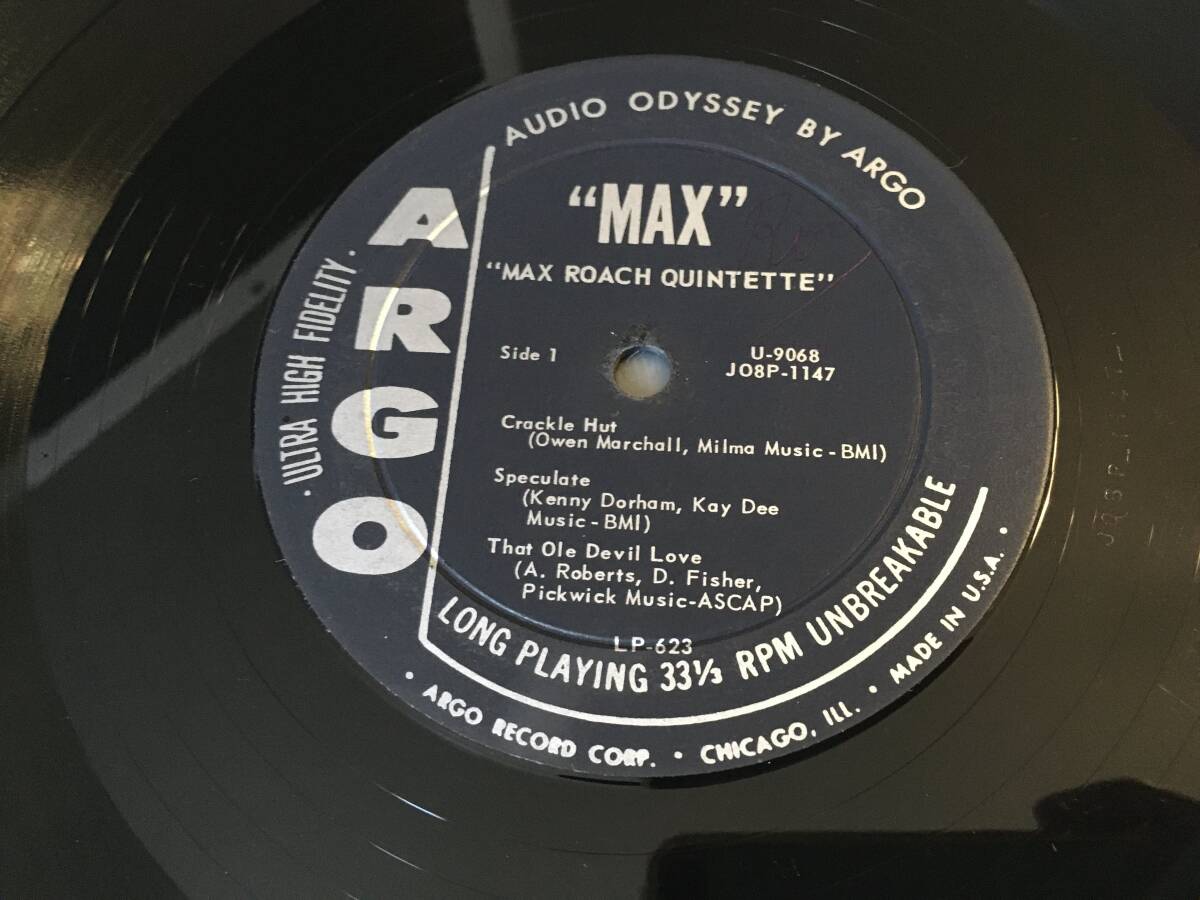 AUDIO ODYSSEY BY ARGO
ARGO
· ULTRA HIGH FIDELITY ·
“MAX”
“MAX ROACH QUINTETTE”
Side 1
U-9068
JO8P-1147
Crackle Hut
(Owen Marchall, Milma Music - BMI)
Speculate
(Kenny Dorham, Kay Dee
Music - BMI)
That Ole Devil Love
(A. Roberts, D. Fisher,
Pickwick Music-ASCAP)
LP-623
LONG PLAYING 33⅓ RPM UNBREAKABLE
· ARGO RECORD CORP. · CHICAGO, ILL. · MADE IN U.S.A. ·